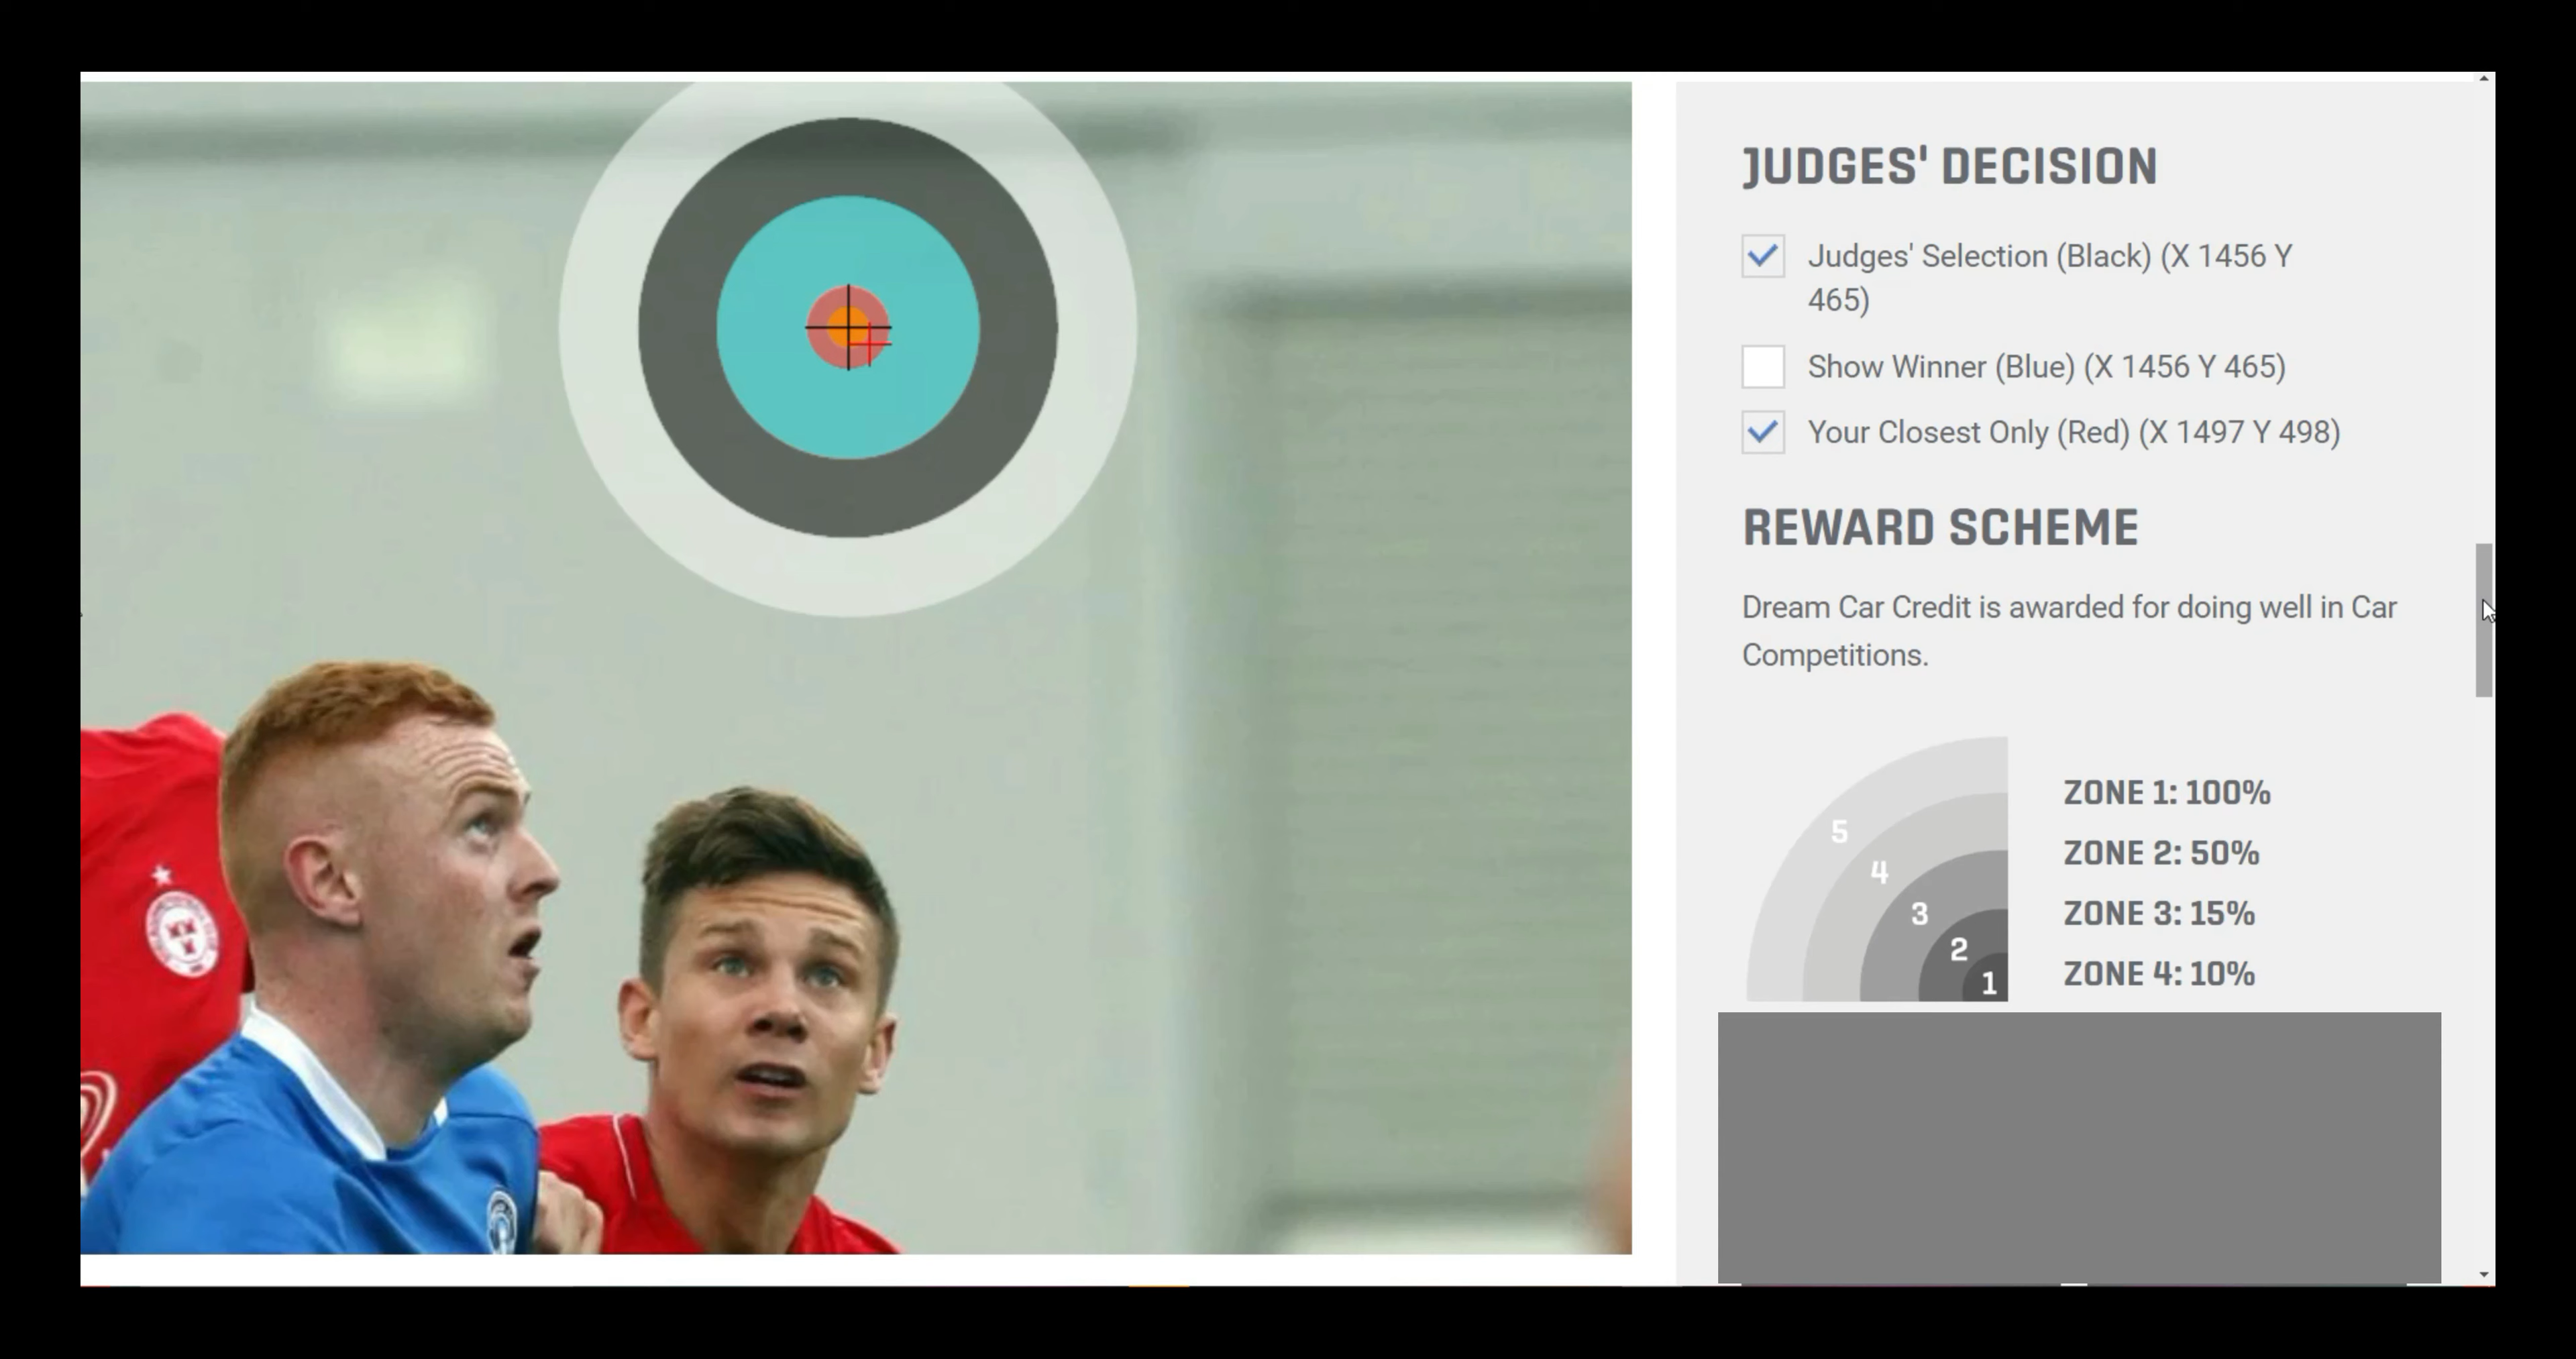 JUDGES' DECISION
Judges' Selection (Black) (X 1456 Y
465)
Show Winner (Blue) (X 1456 Y 465)
Your Closest Only (Red) (X 1497 Y 498)
REWARD SCHEME
Dream Car Credit is awarded for doing well in Car
Competitions.
5
4
3
2
1
ZONE 1: 100%
ZONE 2: 50%
ZONE 3: 15%
ZONE 4: 10%